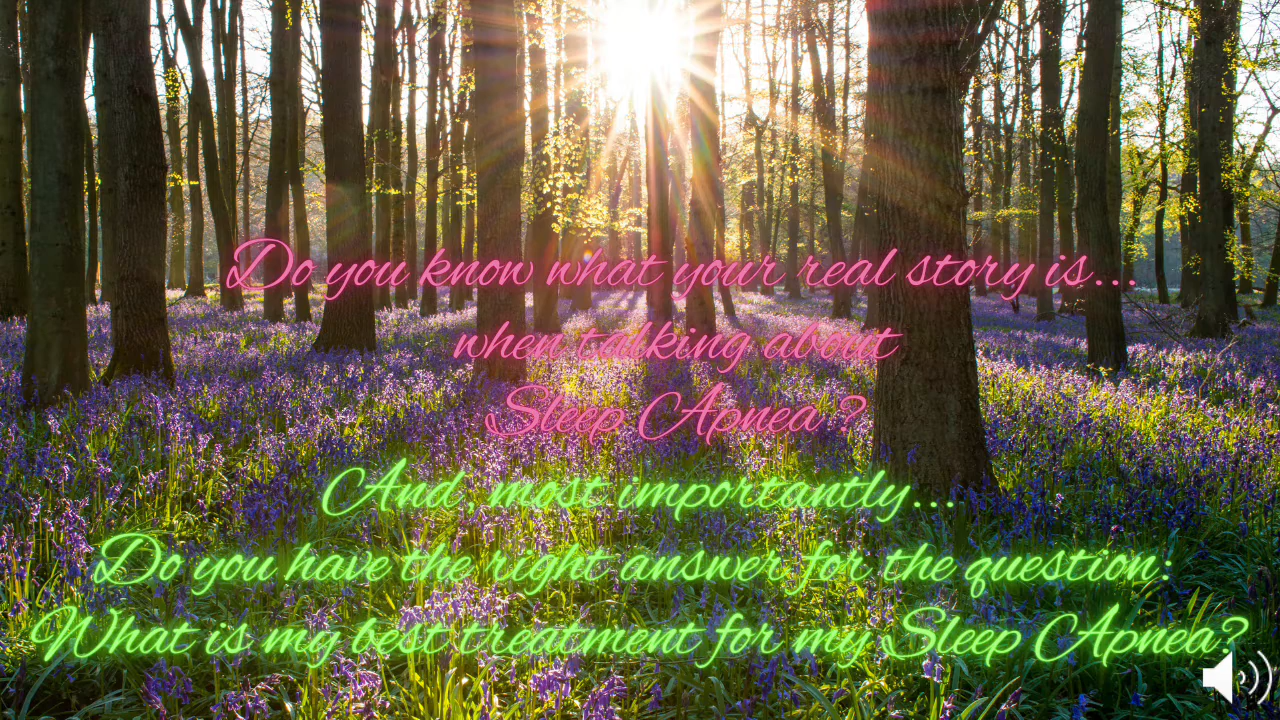 Do you know what your real story is...
when talking about
Sleep Apnea ?
And, most importantly...
Do you have the right answer for the question:
What is my best treatment for my Sleep Apnea?